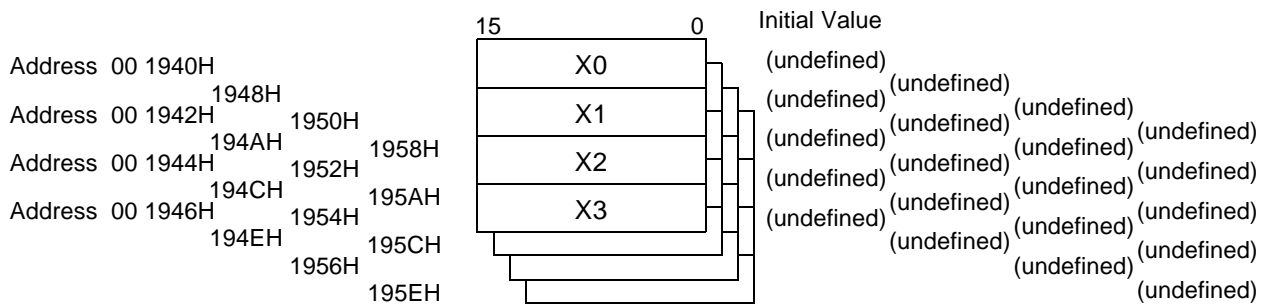 15 0 Initial Value
Address 00 1940H X0 (undefined)
1948H (undefined)
Address 00 1942H X1 (undefined) (undefined)
1950H (undefined) (undefined)
194AH 1958H (undefined) (undefined)
Address 00 1944H X2 (undefined)
1952H (undefined)
194CH 195AH (undefined) (undefined)
Address 00 1946H X3 (undefined) (undefined)
1954H (undefined) (undefined)
194EH 195CH (undefined) (undefined)
1956H (undefined)
195EH (undefined)